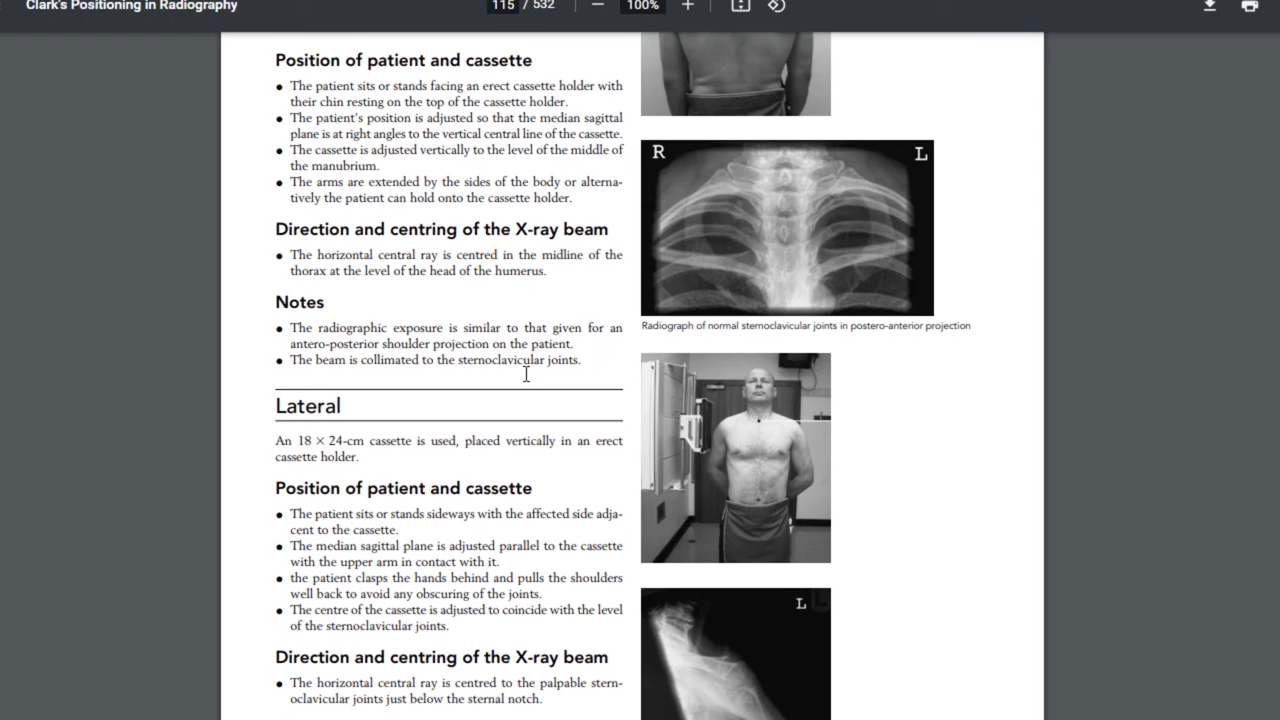 Clark's Positioning in Radiography
115 / 532
100%
Position of patient and cassette
● The patient sits or stands facing an erect cassette holder with
their chin resting on the top of the cassette holder.
● The patient's position is adjusted so that the median sagittal
plane is at right angles to the vertical central line of the cassette.
● The cassette is adjusted vertically to the level of the middle of
the manubrium.
● The arms are extended by the sides of the body or alterna-
tively the patient can hold onto the cassette holder.
Direction and centring of the X-ray beam
● The horizontal central ray is centred in the midline of the
thorax at the level of the head of the humerus.
Notes
● The radiographic exposure is similar to that given for an
antero-posterior shoulder projection on the patient.
● The beam is collimated to the sternoclavicular joints.
Lateral
An 18 × 24-cm cassette is used, placed vertically in an erect
cassette holder.
Position of patient and cassette
● The patient sits or stands sideways with the affected side adja-
cent to the cassette.
● The median sagittal plane is adjusted parallel to the cassette
with the upper arm in contact with it.
● the patient clasps the hands behind and pulls the shoulders
well back to avoid any obscuring of the joints.
● The centre of the cassette is adjusted to coincide with the level
of the sternoclavicular joints.
Direction and centring of the X-ray beam
● The horizontal central ray is centred to the palpable stern-
oclavicular joints just below the sternal notch.
R L
Radiograph of normal sternoclavicular joints in postero-anterior projection
L